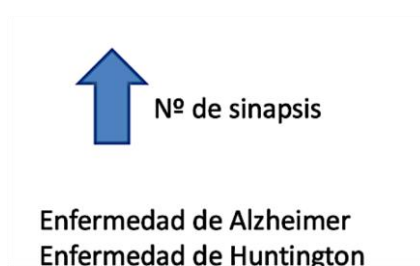 Nº de sinapsis
Enfermedad de Alzheimer
Enfermedad de Huntington